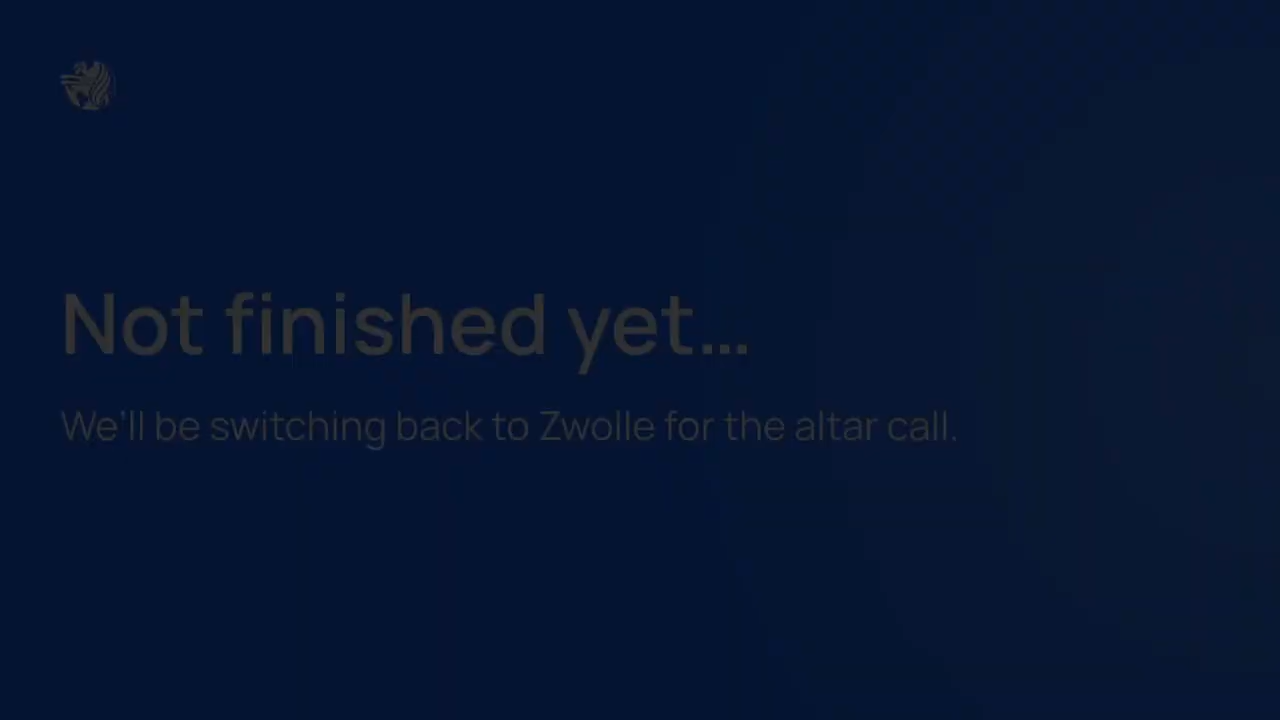 Not finished yet...
We'll be switching back to Zwolle for the altar call.